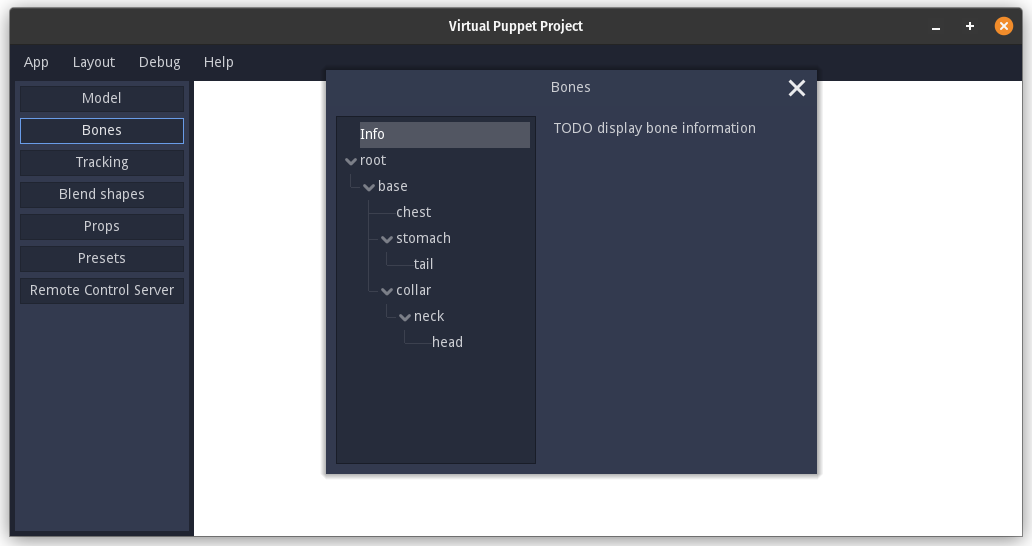 Virtual Puppet Project
App Layout Debug Help
Model
Bones
Tracking
Blend shapes
Props
Presets
Remote Control Server
Bones
Info
root
base
chest
stomach
tail
collar
neck
head
TODO display bone information